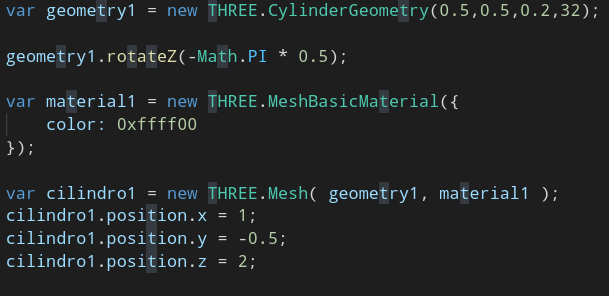 var geometry1 = new THREE.CylinderGeometry(0.5,0.5,0.2,32);
geometry1.rotateZ(-Math.PI * 0.5);
var material1 = new THREE.MeshBasicMaterial({
color: 0xffff00
});
var cilindro1 = new THREE.Mesh( geometry1, material1 );
cilindro1.position.x = 1;
cilindro1.position.y = -0.5;
cilindro1.position.z = 2;